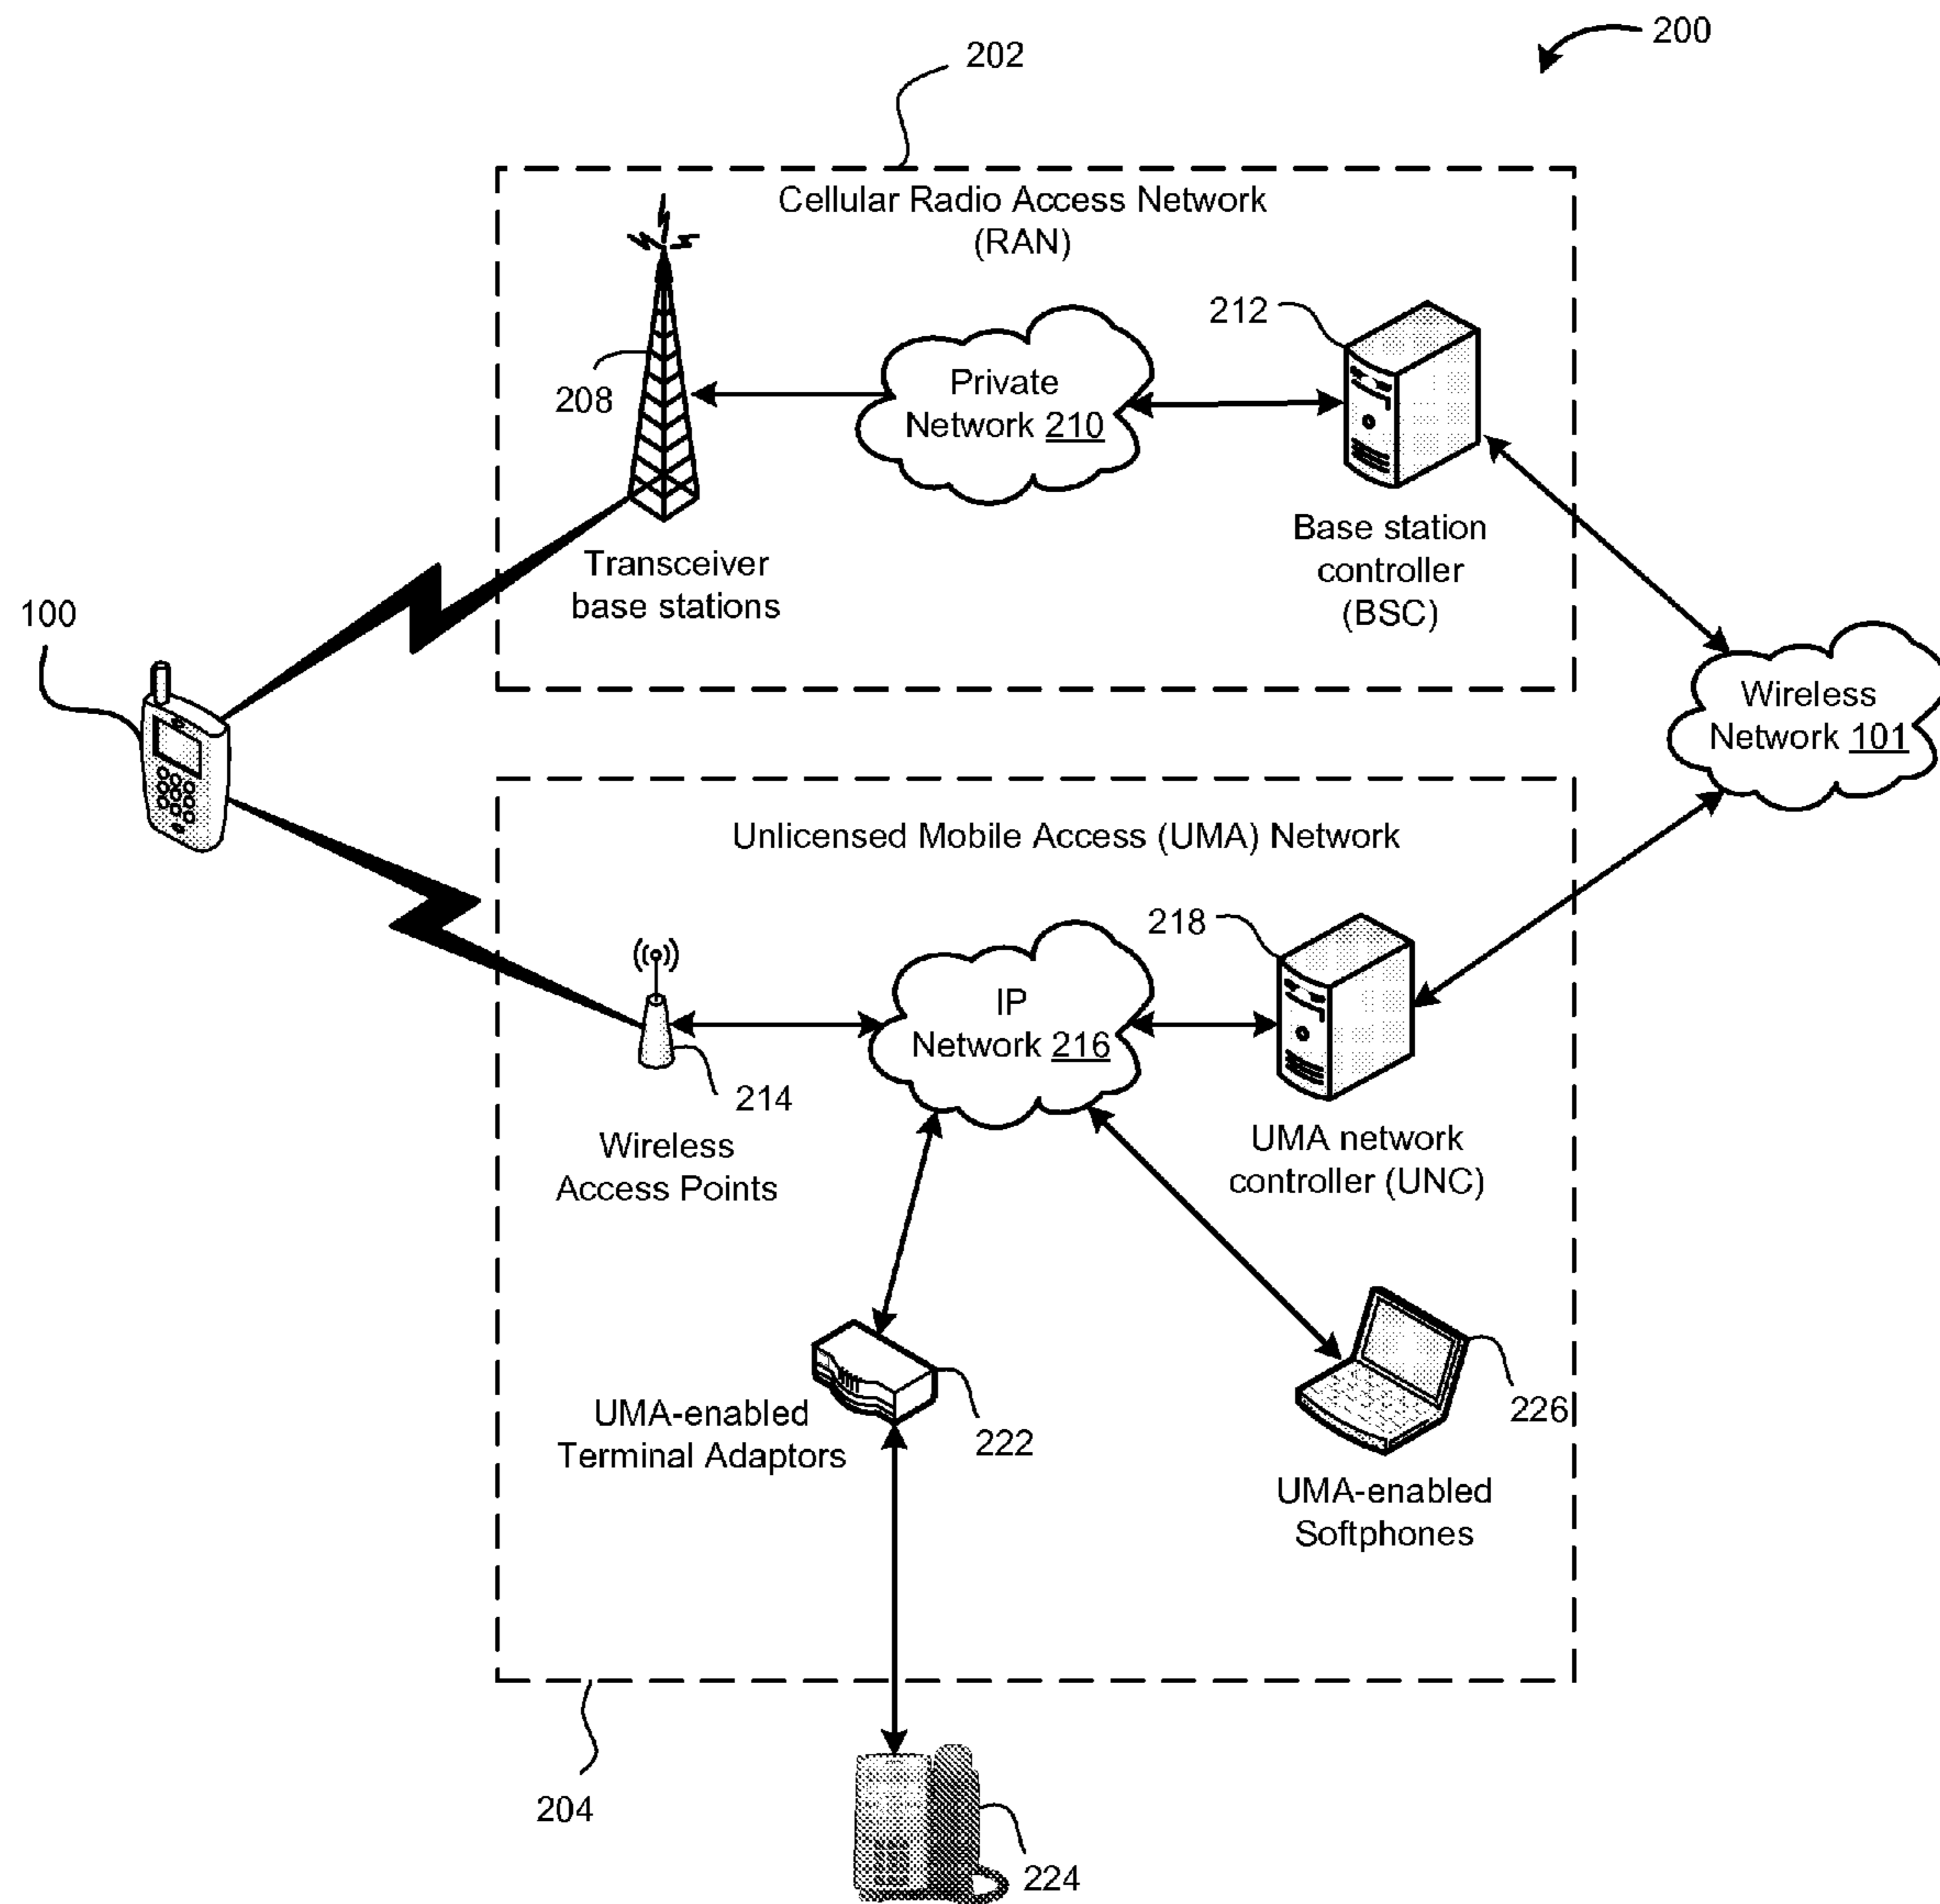 200
202
Cellular Radio Access Network
(RAN)
212
208
Private
Network 210
Transceiver
base stations
Base station
controller
(BSC)
100
Wireless
Network 101
Unlicensed Mobile Access (UMA) Network
218
IP
Network 216
214
Wireless
Access Points
UMA network
controller (UNC)
UMA-enabled
Terminal Adaptors
222
226
UMA-enabled
Softphones
204
224